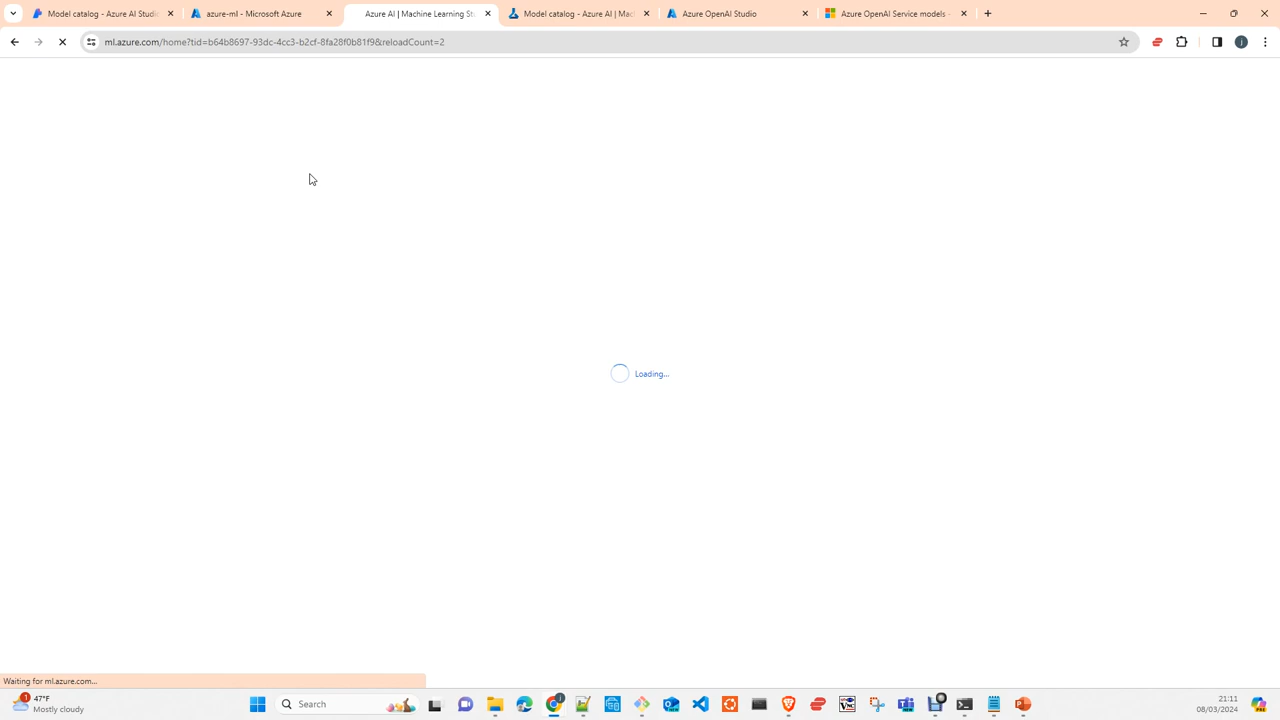 Model catalog - Azure AI Studio
azure-ml - Microsoft Azure
Azure AI | Machine Learning St
Model catalog - Azure AI | Mac
Azure OpenAI Studio
Azure OpenAI Service models -
ml.azure.com/home?tid=b64b8697-93dc-4cc3-b2cf-8fa28f0b81f9&reloadCount=2
Loading...
Waiting for ml.azure.com...
1
47°F
Mostly cloudy
Search
21:11
08/03/2024